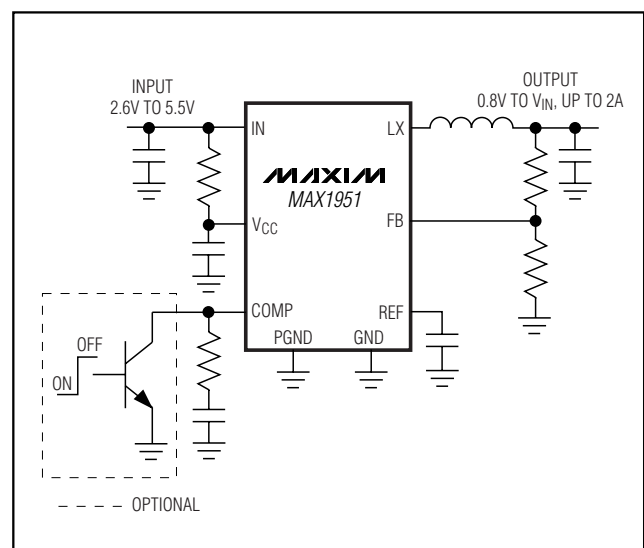 INPUT
2.6V TO 5.5V
OUTPUT
0.8V TO VIN, UP TO 2A
IN
LX
MAXIM
MAX1951
VCC
FB
COMP
REF
PGND
GND
OFF
ON
OPTIONAL